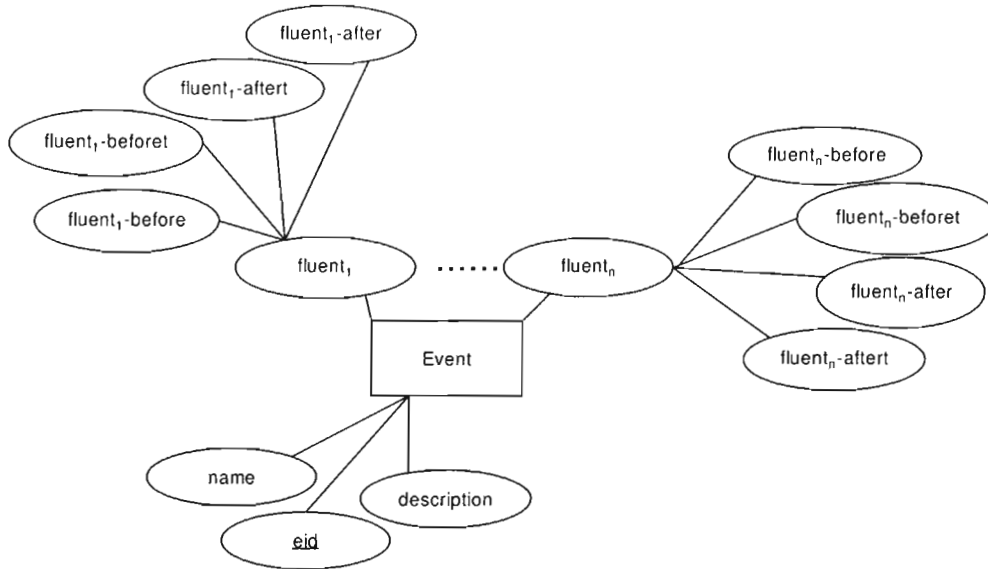 fluent₁-after
fluent₁-aftert
fluent₁-beforet
fluent₁-before
fluentₙ-before
fluentₙ-beforet
fluentₙ-after
fluentₙ-aftert
fluent₁ ...... fluentₙ
Event
name
description
eid